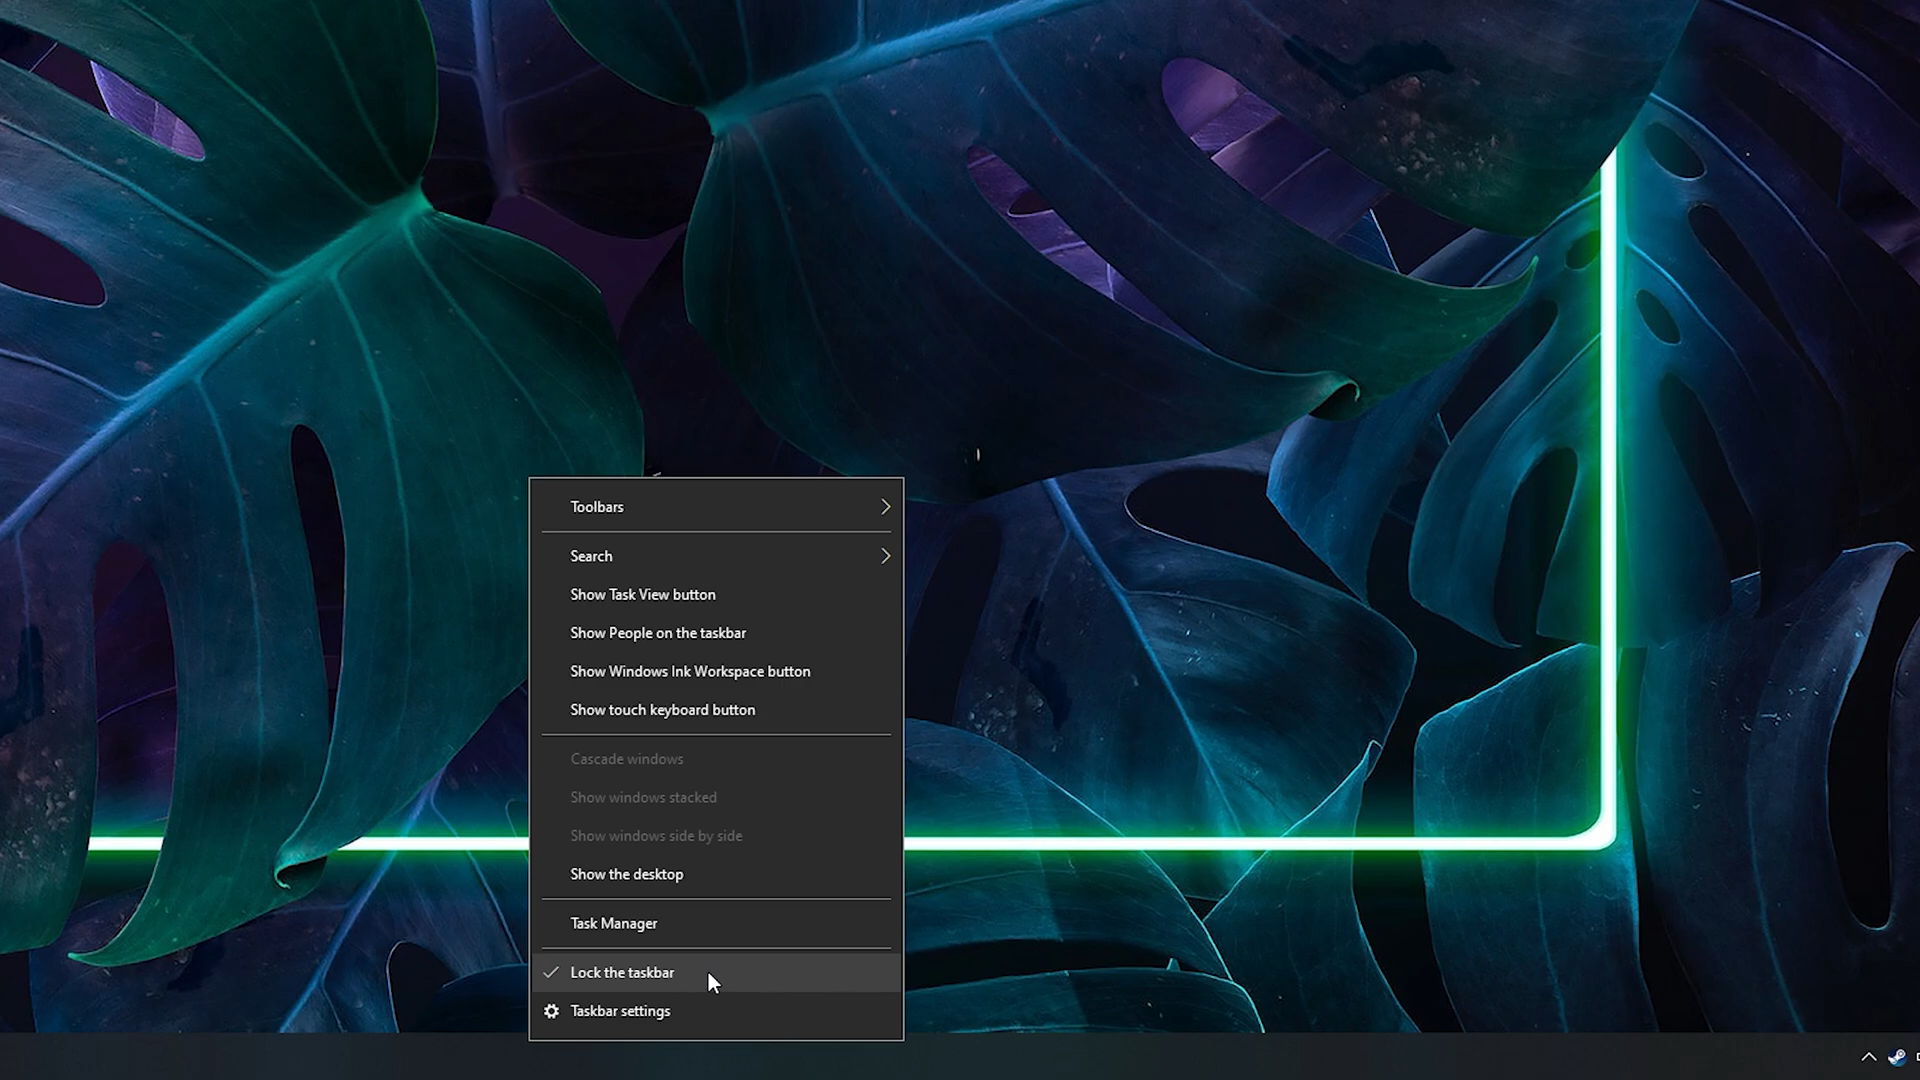 Toolbars
Search
Show Task View button
Show People on the taskbar
Show Windows Ink Workspace button
Show touch keyboard button
Cascade windows
Show windows stacked
Show windows side by side
Show the desktop
Task Manager
Lock the taskbar
Taskbar settings